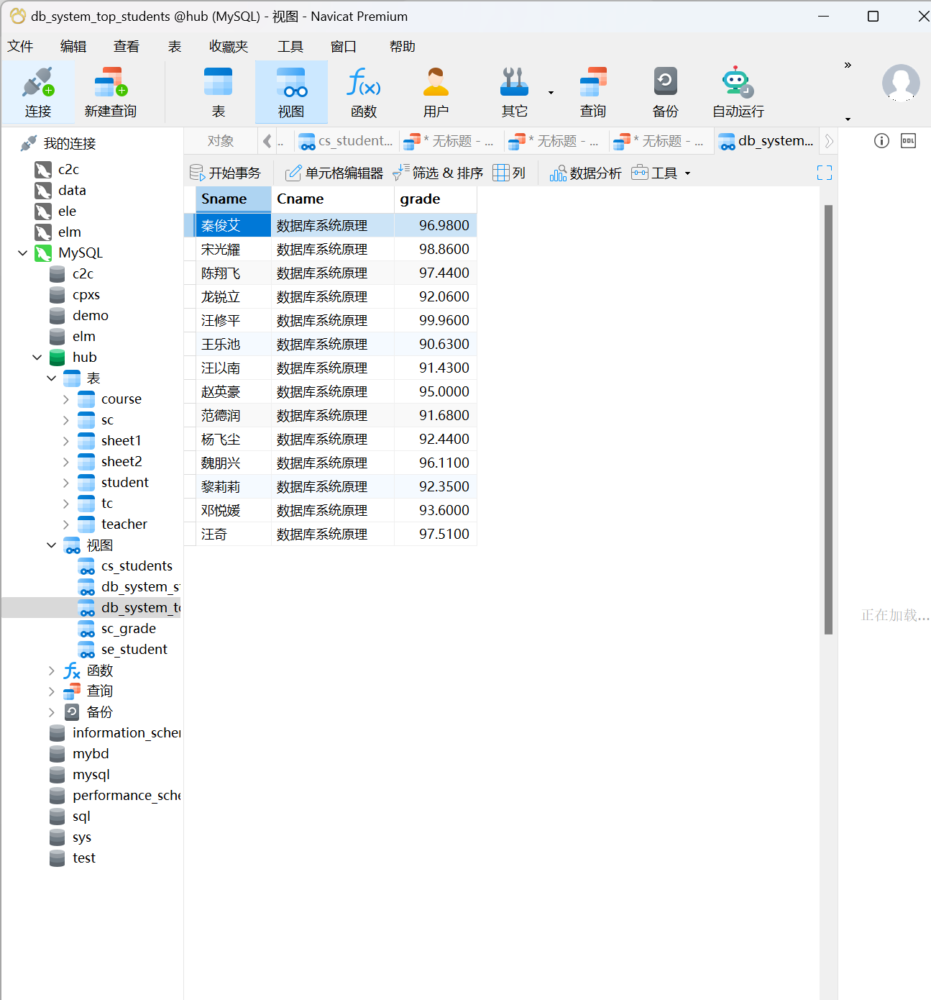 db_system_top_students @hub (MySQL) - 视图 - Navicat Premium
文件 编辑 查看 表 收藏夹 工具 窗口 帮助
连接 新建查询 表 视图 函数 用户 其它 查询 备份 自动运行
我的连接
c2c
data
ele
elm
MySQL
c2c
cpxs
demo
elm
hub
表
course
sc
sheet1
sheet2
student
tc
teacher
视图
cs_students
db_system_s
db_system_to
sc_grade
se_student
函数
查询
备份
information_scher
mybd
mysql
performance_sche
sql
sys
test
对象 .. cs_student... * 无标题 - ... * 无标题 - ... * 无标题 - ... db_system...
开始事务 单元格编辑器 筛选 & 排序 列 数据分析 工具
Sname Cname grade
秦俊艾 数据库系统原理 96.9800
宋光耀 数据库系统原理 98.8600
陈翔飞 数据库系统原理 97.4400
龙锐立 数据库系统原理 92.0600
汪修平 数据库系统原理 99.9600
王乐池 数据库系统原理 90.6300
汪以南 数据库系统原理 91.4300
赵英豪 数据库系统原理 95.0000
范德润 数据库系统原理 91.6800
杨飞尘 数据库系统原理 92.4400
魏朋兴 数据库系统原理 96.1100
黎莉莉 数据库系统原理 92.3500
邓悦媛 数据库系统原理 93.6000
汪奇 数据库系统原理 97.5100
DDL
正在加载...